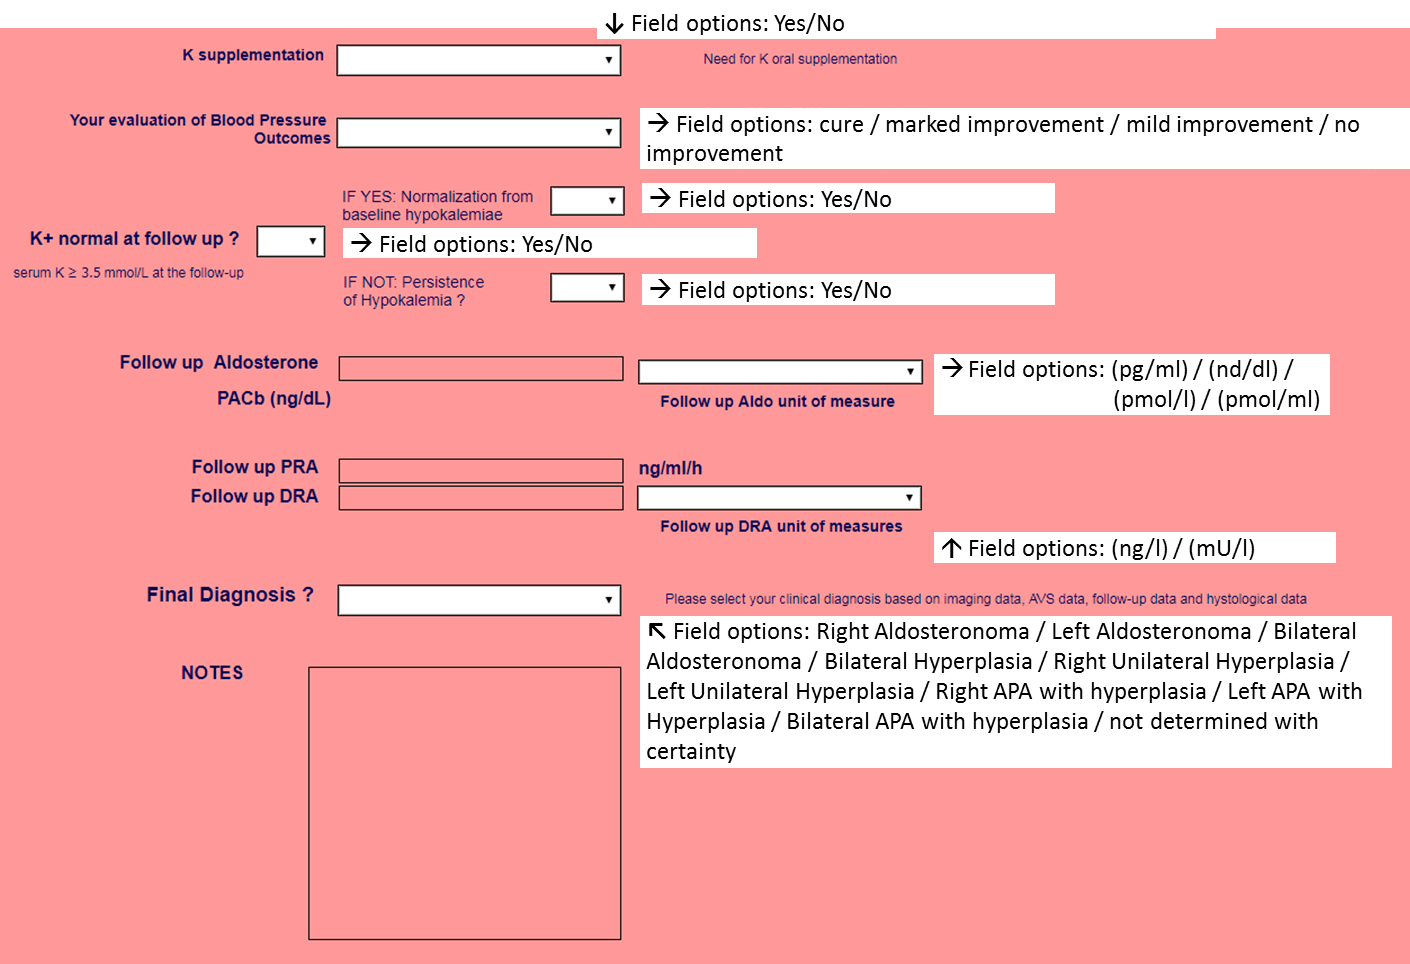 ↓ Field options: Yes/No
K supplementation
Need for K oral supplementation
Your evaluation of Blood Pressure
Outcomes
→ Field options: cure / marked improvement / mild improvement / no
improvement
IF YES: Normalization from
baseline hypokalemiae
→ Field options: Yes/No
K+ normal at follow up ?
→ Field options: Yes/No
serum K ≥ 3.5 mmol/L at the follow-up
IF NOT: Persistence
of Hypokalemia ?
→ Field options: Yes/No
Follow up Aldosterone
→ Field options: (pg/ml) / (nd/dl) /
(pmol/l) / (pmol/ml)
PACb (ng/dL)
Follow up Aldo unit of measure
Follow up PRA
ng/ml/h
Follow up DRA
Follow up DRA unit of measures
↑ Field options: (ng/l) / (mU/l)
Final Diagnosis ?
Please select your clinical diagnosis based on imaging data, AVS data, follow-up data and hystological data
↖ Field options: Right Aldosteronoma / Left Aldosteronoma / Bilateral
Aldosteronoma / Bilateral Hyperplasia / Right Unilateral Hyperplasia /
Left Unilateral Hyperplasia / Right APA with hyperplasia / Left APA with
Hyperplasia / Bilateral APA with hyperplasia / not determined with
certainty
NOTES